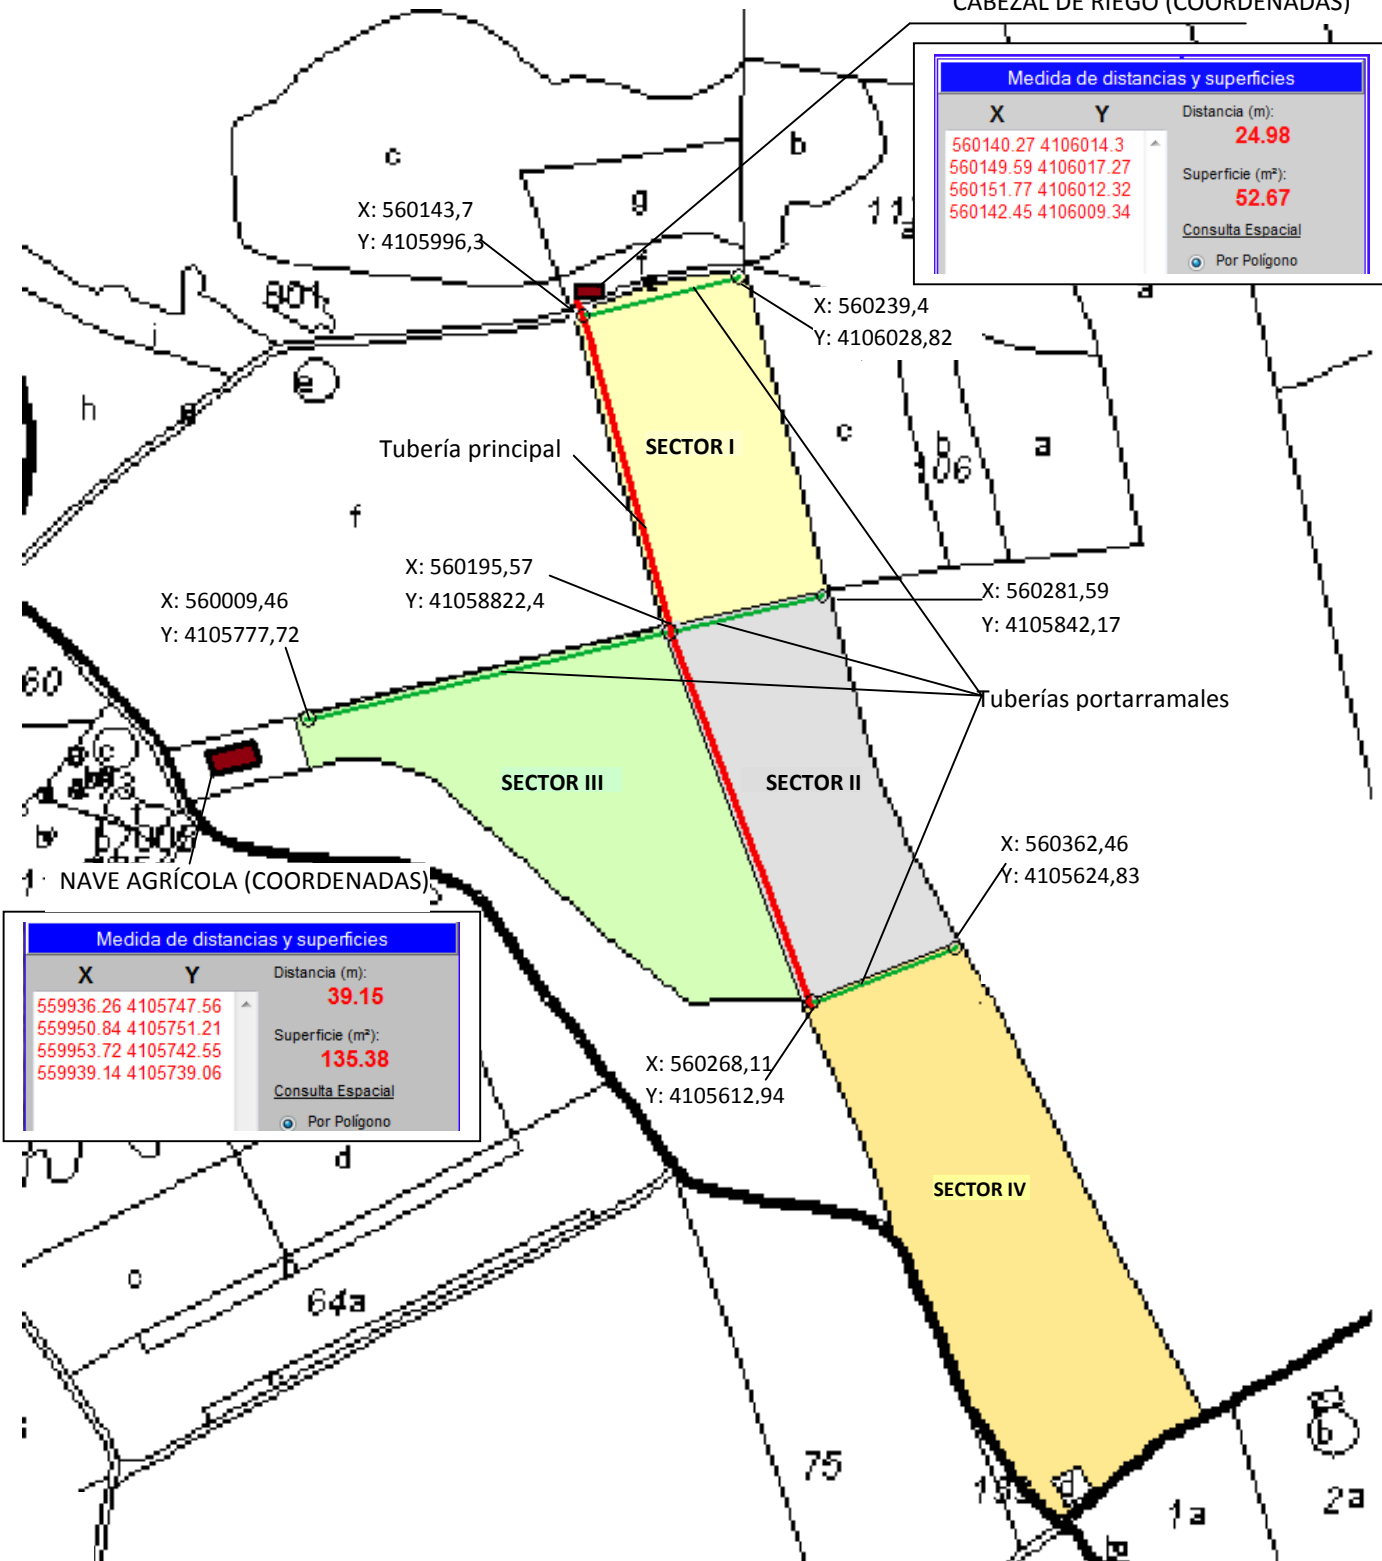 CABEZAL DE RIEGO (COORDENADAS)
Medida de distancias y superficies
X Y
Distancia (m):
24.98
560140.27 4106014.3
560149.59 4106017.27
560151.77 4106012.32
560142.45 4106009.34
Superficie (m²):
52.67
Consulta Espacial
Por Polígono
c
b
g
11
a
X: 560143,7
Y: 4105996,3
f
801
a
i
X: 560239,4
Y: 4106028,82
e
h
g
c
b
106
a
Tubería principal
SECTOR I
f
X: 560195,57
Y: 41058822,4
X: 560009,46
Y: 4105777,72
X: 560281,59
Y: 4105842,17
60
Tuberías portarramales
c
SECTOR III
SECTOR II
X: 560362,46
Y: 4105624,83
NAVE AGRÍCOLA (COORDENADAS)
Medida de distancias y superficies
X Y
Distancia (m):
39.15
559936.26 4105747.56
559950.84 4105751.21
559953.72 4105742.55
559939.14 4105739.06
Superficie (m²):
135.38
Consulta Espacial
Por Polígono
X: 560268,11
Y: 4105612,94
d
SECTOR IV
c
b
64a
75
d
b
1a
2a